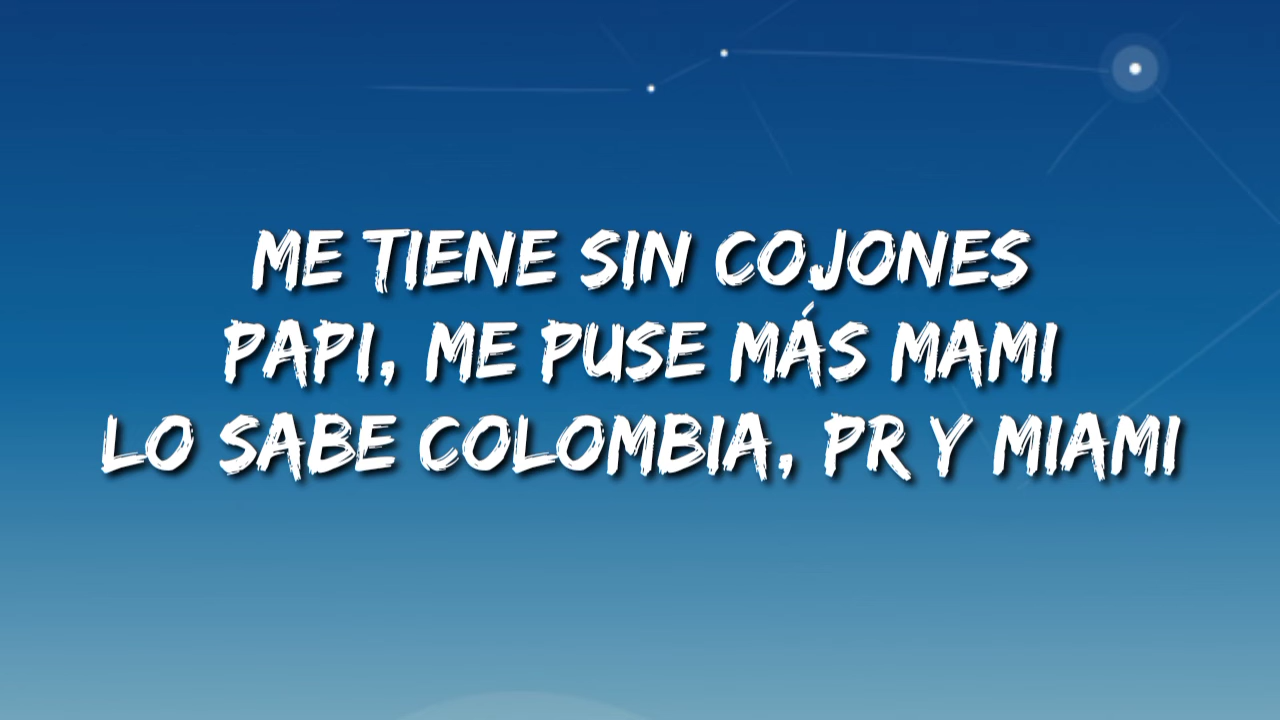 ME TIENE SIN COJONES
PAPI, ME PUSE MÁS MAMI
LO SABE COLOMBIA, PR Y MIAMI